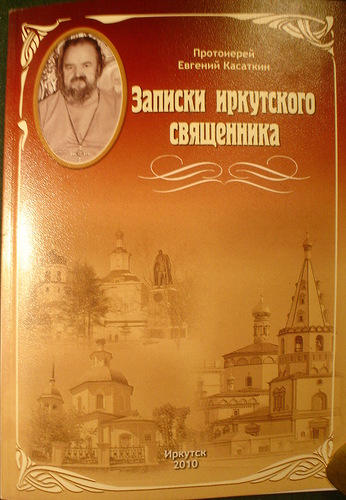 Протоиерей
Евгений Касаткин
Записки иркутского
священника
Иркутск
2010